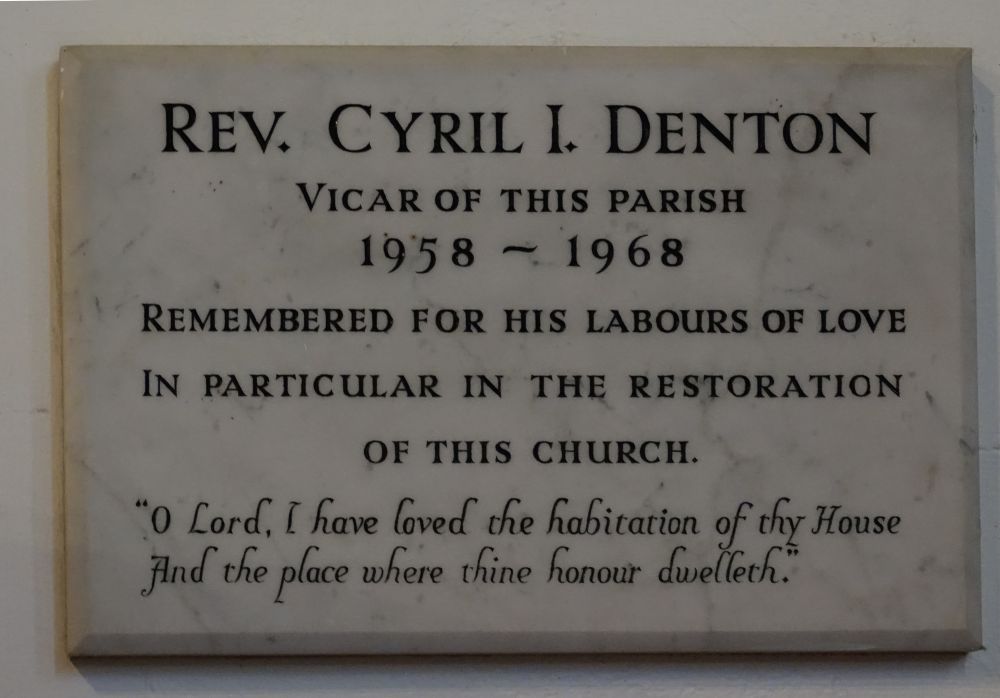 REV. CYRIL I. DENTON
VICAR OF THIS PARISH
1958 ~ 1968
REMEMBERED FOR HIS LABOURS OF LOVE
IN PARTICULAR IN THE RESTORATION
OF THIS CHURCH.
“O Lord, I have loved the habitation of thy House
And the place where thine honour dwelleth.”